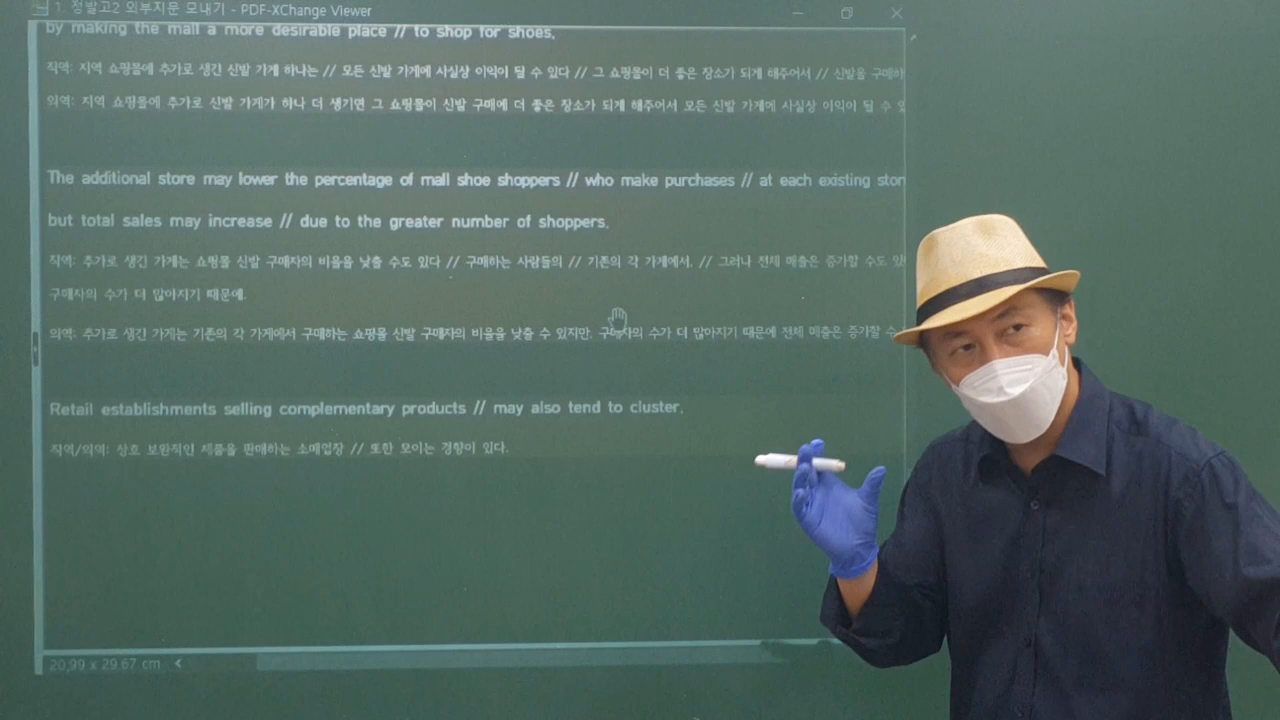 1. 정발고2 외부지문 모내기 - PDF-XChange Viewer
by making the mall a more desirable place // to shop for shoes.
직역: 지역 쇼핑몰에 추가로 생긴 신발 가게 하나는 // 모든 신발 가게에 사실상 이익이 될 수 있다 // 그 쇼핑몰이 더 좋은 장소가 되게 해주어서 // 신발을 구매하
의역: 지역 쇼핑몰에 추가로 신발 가게가 하나 더 생기면 그 쇼핑몰이 신발 구매에 더 좋은 장소가 되게 해주어서 모든 신발 가게에 사실상 이익이 될 수
The additional store may lower the percentage of mall shoe shoppers // who make purchases // at each existing stor
but total sales may increase // due to the greater number of shoppers.
직역: 추가로 생긴 가게는 쇼핑몰 신발 구매자의 비율을 낮출 수도 있다 // 구매하는 사람들의 // 기존의 각 가게에서, // 그러나 전체 매출은 증가할 수도
구매자의 수가 더 많아지기 때문에.
의역: 추가로 생긴 가게는 기존의 각 가게에서 구매하는 쇼핑몰 신발 구매자의 비율을 낮출 수 있지만, 구매자의 수가 더 많아지기 때문에 전체 매출은 증가할 수
Retail establishments selling complementary products // may also tend to cluster.
직역/의역: 상호 보완적인 제품을 판매하는 소매업장 // 또한 모이는 경향이 있다.
20,99 x 29,67 cm